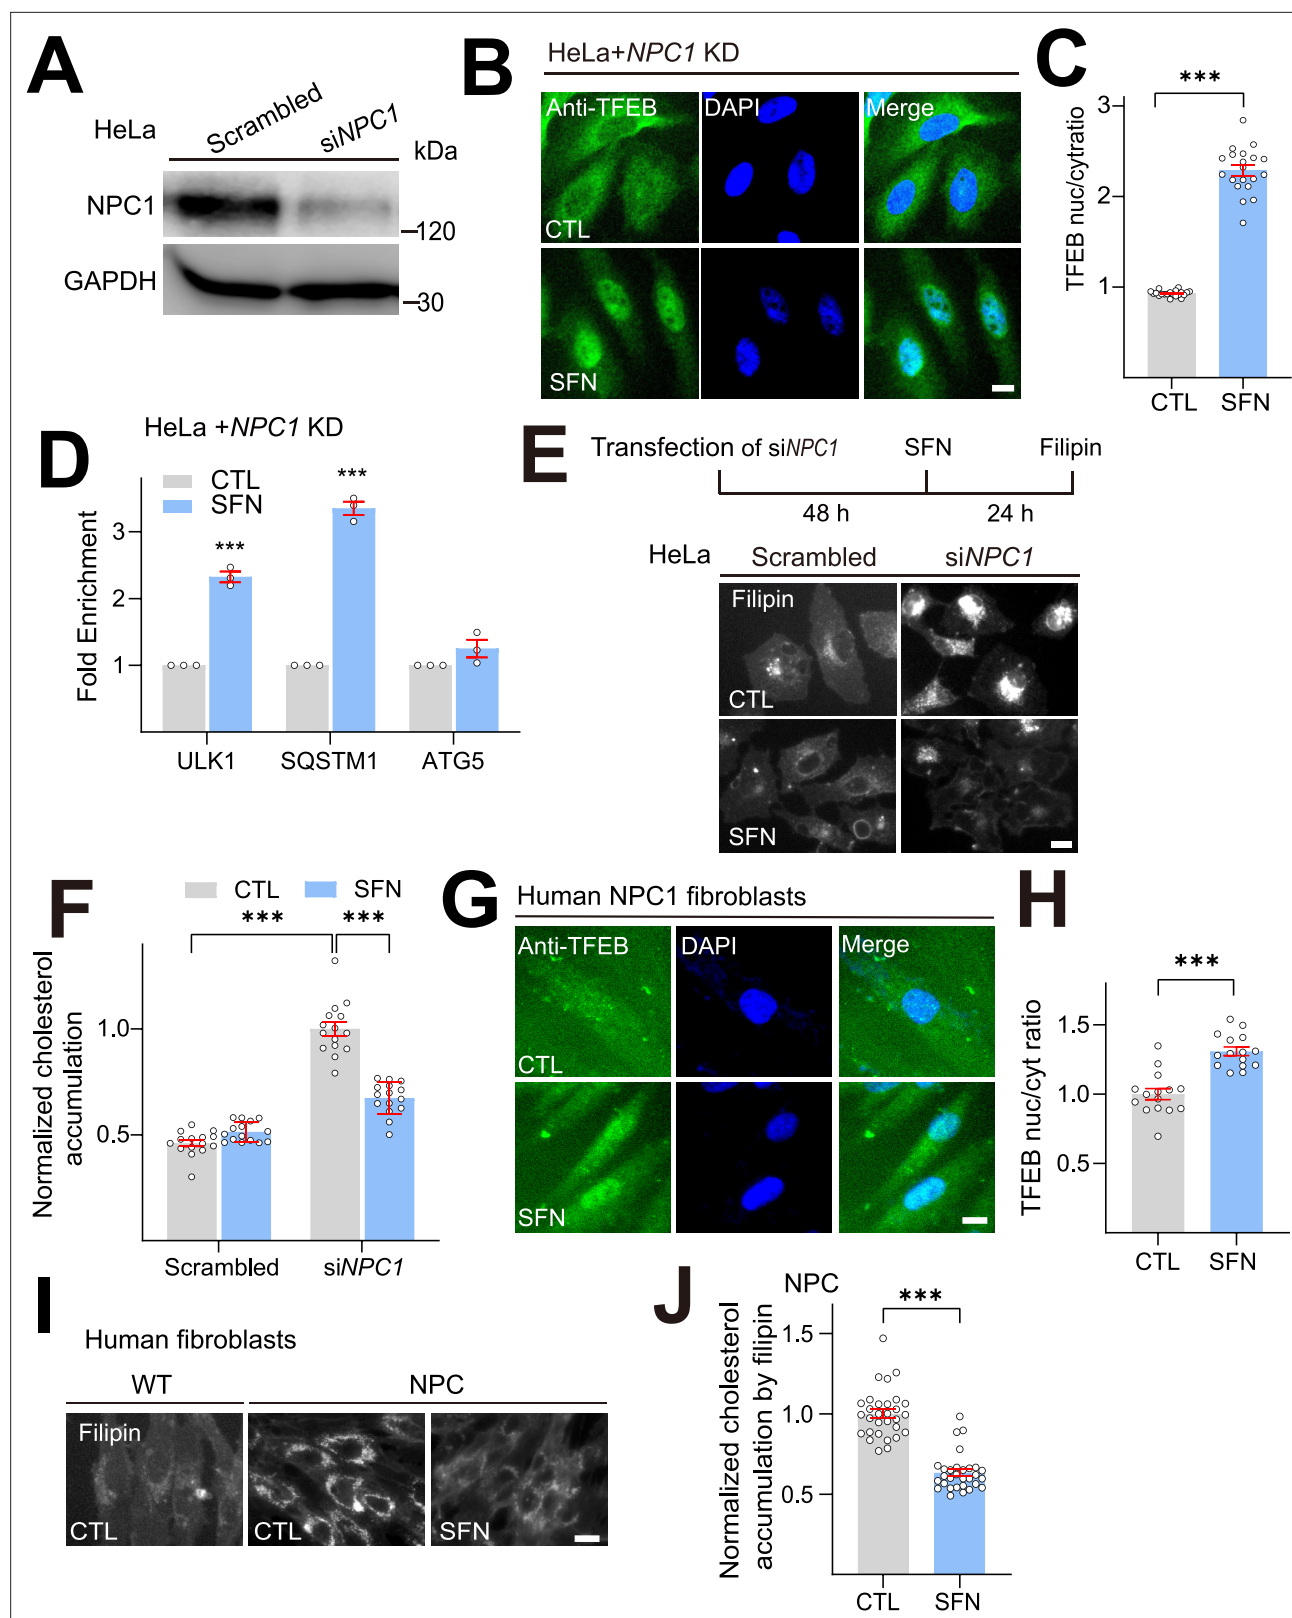 A
HeLa
Scrambled
siNPC1
kDa
NPC1
120
GAPDH
30
B
HeLa+NPC1 KD
Anti-TFEB
DAPI
Merge
CTL
SFN
C
***
TFEB nuc/cytratio
3
2
1
CTL
SFN
D
HeLa +NPC1 KD
CTL
SFN
***
***
Fold Enrichment
3
2
1
ULK1
SQSTM1
ATG5
E
Transfection of siNPC1
SFN
Filipin
48 h
24 h
HeLa
Scrambled
siNPC1
Filipin
CTL
SFN
F
CTL
SFN
***
***
Normalized cholesterol
accumulation
1.0
0.5
Scrambled
siNPC1
G
Human NPC1 fibroblasts
Anti-TFEB
DAPI
Merge
CTL
SFN
H
***
TFEB nuc/cyt ratio
1.5
1.0
0.5
CTL
SFN
I
Human fibroblasts
WT
NPC
Filipin
CTL
CTL
SFN
J
NPC
***
Normalized cholesterol
accumulation by filipin
1.5
1.0
0.5
CTL
SFN